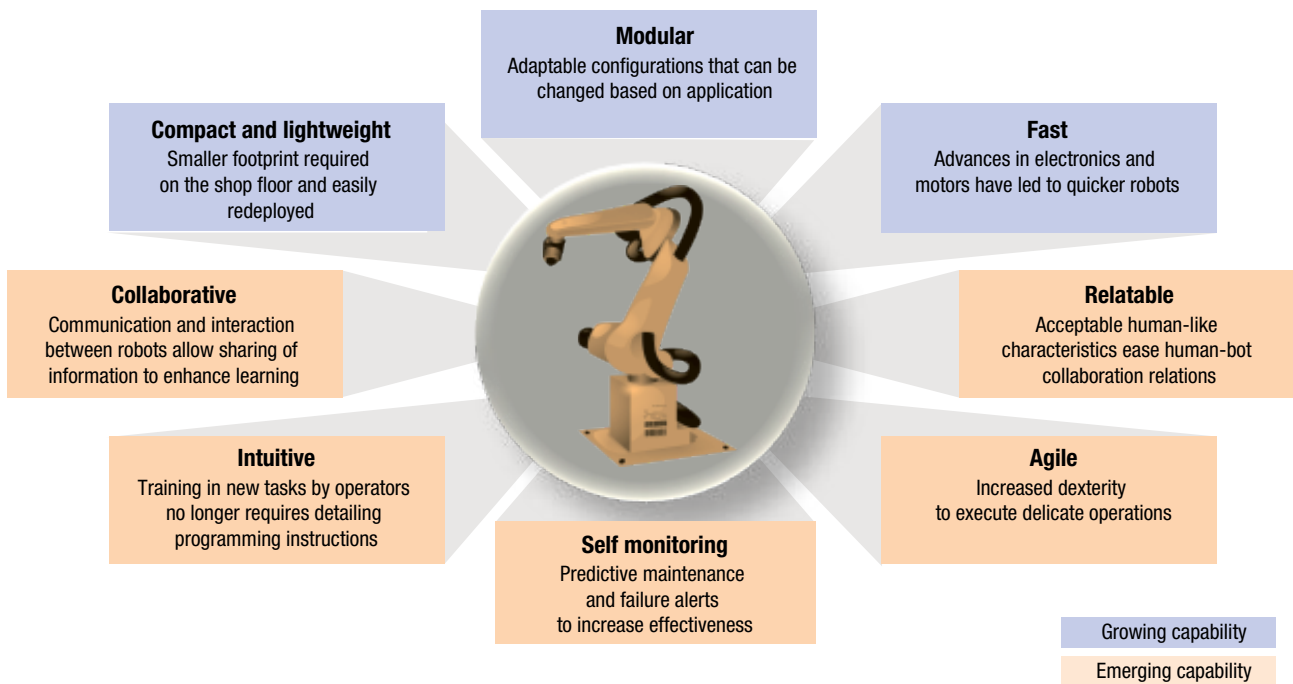 Modular
Adaptable configurations that can be
changed based on application
Compact and lightweight
Smaller footprint required
on the shop floor and easily
redeployed
Fast
Advances in electronics and
motors have led to quicker robots
Collaborative
Communication and interaction
between robots allow sharing of
information to enhance learning
Relatable
Acceptable human-like
characteristics ease human-bot
collaboration relations
Intuitive
Training in new tasks by operators
no longer requires detailing
programming instructions
Agile
Increased dexterity
to execute delicate operations
Self monitoring
Predictive maintenance
and failure alerts
to increase effectiveness
Growing capability
Emerging capability